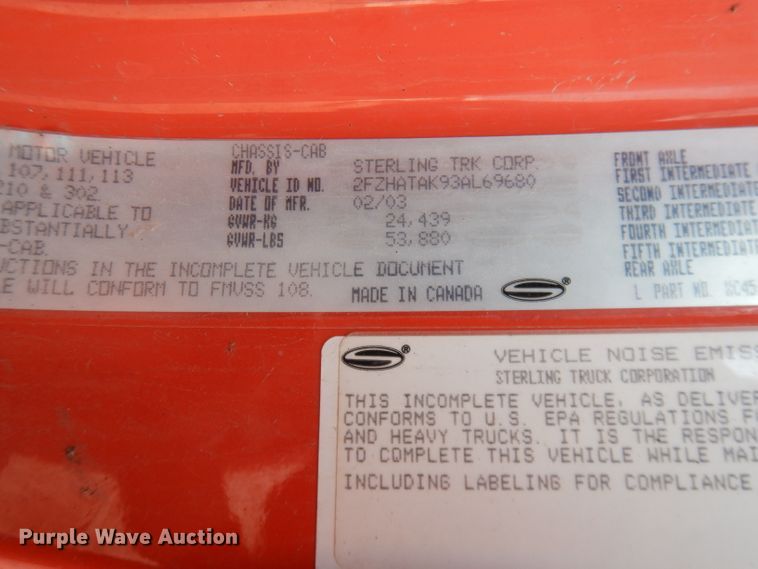 MOTOR VEHICLE
107, 111, 113
210 & 302
APPLICABLE TO
BSTANTIALLY
-CAB.
UCTIONS IN THE INCOMPLETE VEHICLE DOCUMENT
E WILL CONFORM TO FMVSS 108.
CHASSIS-CAB
MFD. BY STERLING TRK CORP.
VEHICLE ID NO. 2FZHATAK93AL69680
DATE OF MFR. 02/03
GVWR-KG 24,439
GVWR-LBS 53,880
MADE IN CANADA
FRONT AXLE
FIRST INTERMEDIATE
SECOND INTERMEDIATE
THIRD INTERMEDIATE
FOURTH INTERMEDIATE
FIFTH INTERMEDIATE
REAR AXLE
L PART NO.
VEHICLE NOISE EMISS
STERLING TRUCK CORPORATION
THIS INCOMPLETE VEHICLE, AS DELIVER
CONFORMS TO U.S. EPA REGULATIONS F
AND HEAVY TRUCKS. IT IS THE RESPON
TO COMPLETE THIS VEHICLE WHILE MAI
INCLUDING LABELING FOR COMPLIANCE
Purple Wave Auction®